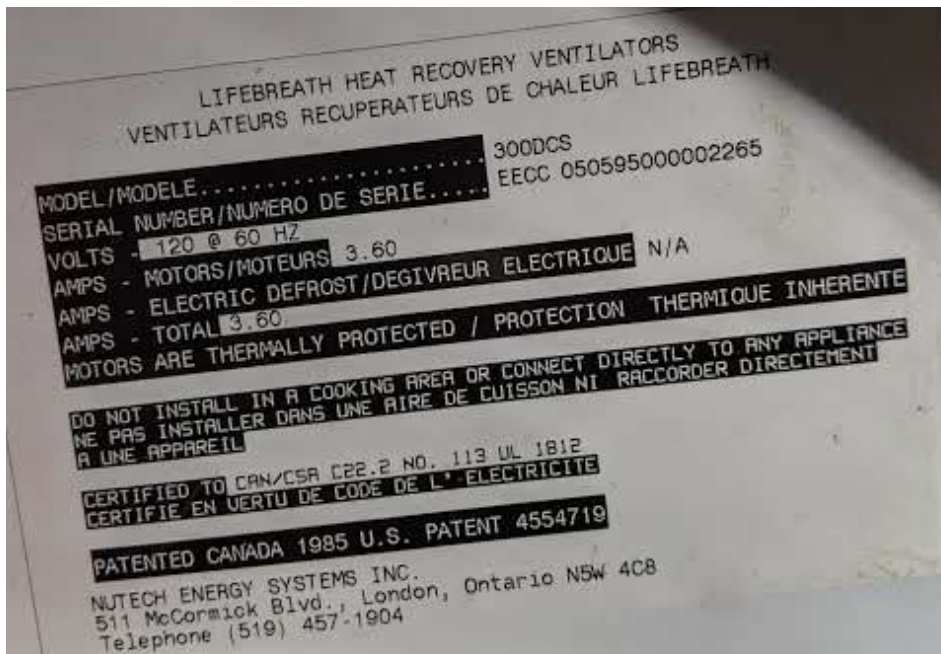 LIFEBREATH HEAT RECOVERY VENTILATORS
VENTILATEURS RECUPERATEURS DE CHALEUR LIFEBREATH
MODEL/MODELE....................... 300DCS
SERIAL NUMBER/NUMERO DE SERIE..... EECC 050595000002265
VOLTS - 120 @ 60 HZ
AMPS - MOTORS/MOTEURS 3.60
AMPS - ELECTRIC DEFROST/DEGIVREUR ELECTRIQUE N/A
AMPS - TOTAL 3.60
MOTORS ARE THERMALLY PROTECTED / PROTECTION THERMIQUE INHERENTE
DO NOT INSTALL IN A COOKING AREA OR CONNECT DIRECTLY TO ANY APPLIANCE
NE PAS INSTALLER DANS UNE AIRE DE CUISSON NI RACCORDER DIRECTEMENT
A UNE APPAREIL
CERTIFIED TO CAN/CSA C22.2 NO. 113 UL 1812
CERTIFIE EN VERTU DE CODE DE L' ELECTRICITE
PATENTED CANADA 1985 U.S. PATENT 4554719
NUTECH ENERGY SYSTEMS INC.
511 McCormick Blvd., London, Ontario N5W 4C8
Telephone (519) 457-1904